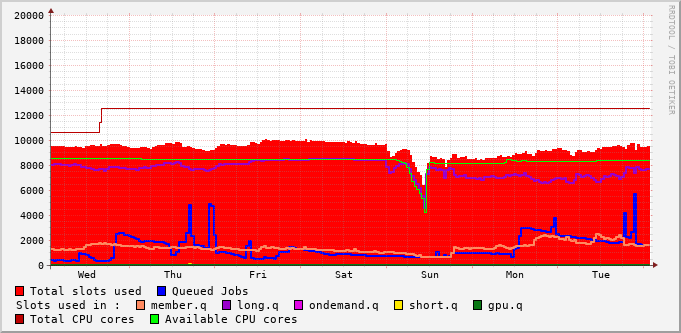 20000
18000
16000
14000
12000
10000
8000
6000
4000
2000
0
Wed Thu Fri Sat Sun Mon Tue
RRDTOOL / TOBI OETIKER
Total slots used Queued Jobs
Slots used in : member.q long.q ondemand.q short.q gpu.q
Total CPU cores Available CPU cores